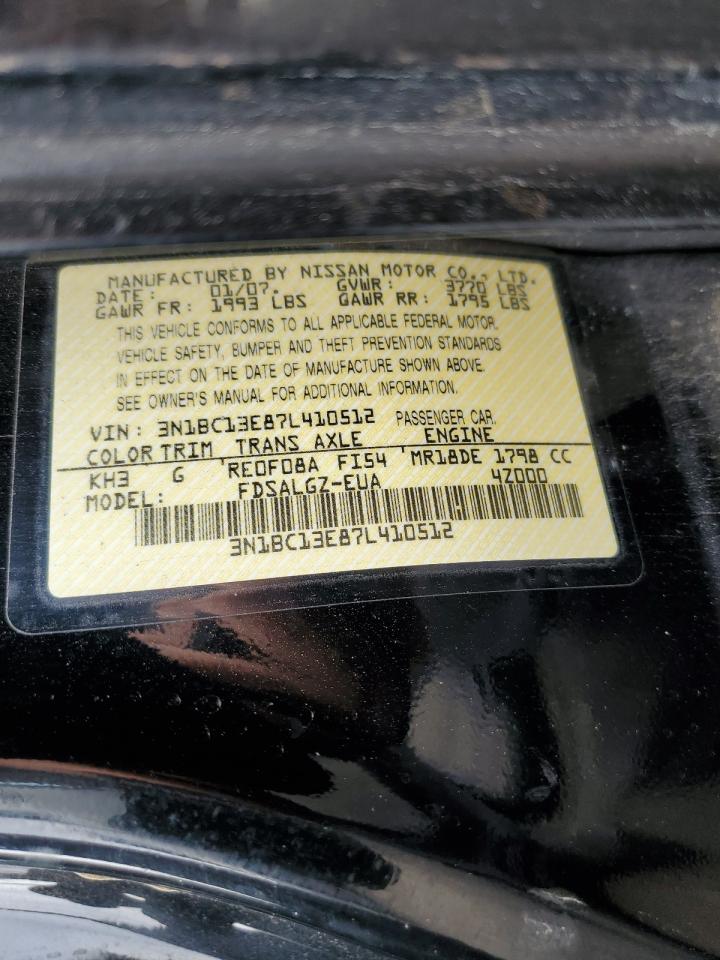 MANUFACTURED BY NISSAN MOTOR CO., LTD.
DATE: 01/07. GVWR: 3770 LBS
GAWR FR: 1993 LBS GAWR RR: 1795 LBS
THIS VEHICLE CONFORMS TO ALL APPLICABLE FEDERAL MOTOR
VEHICLE SAFETY, BUMPER AND THEFT PREVENTION STANDARDS
IN EFFECT ON THE DATE OF MANUFACTURE SHOWN ABOVE.
SEE OWNER'S MANUAL FOR ADDITIONAL INFORMATION.
VIN: 3N1BC13E87L410512 PASSENGER CAR.
COLOR TRIM TRANS AXLE ENGINE
KH3 G RE0F08A FI54 MR18DE 1798 CC
MODEL: FDSALGZ-EUA 4Z000
3N1BC13E87L410512